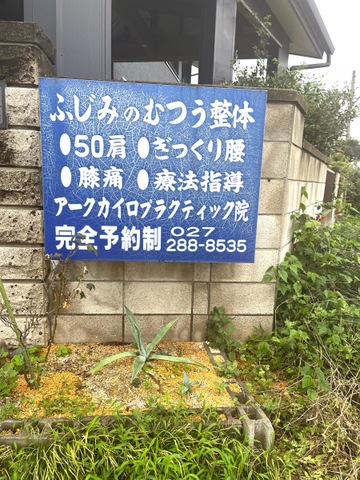 ふじみのむつう整体
●50肩●ぎっくり腰
●膝痛●療法指導
アークカイロプラクティック院
完全予約制 027
288-8535